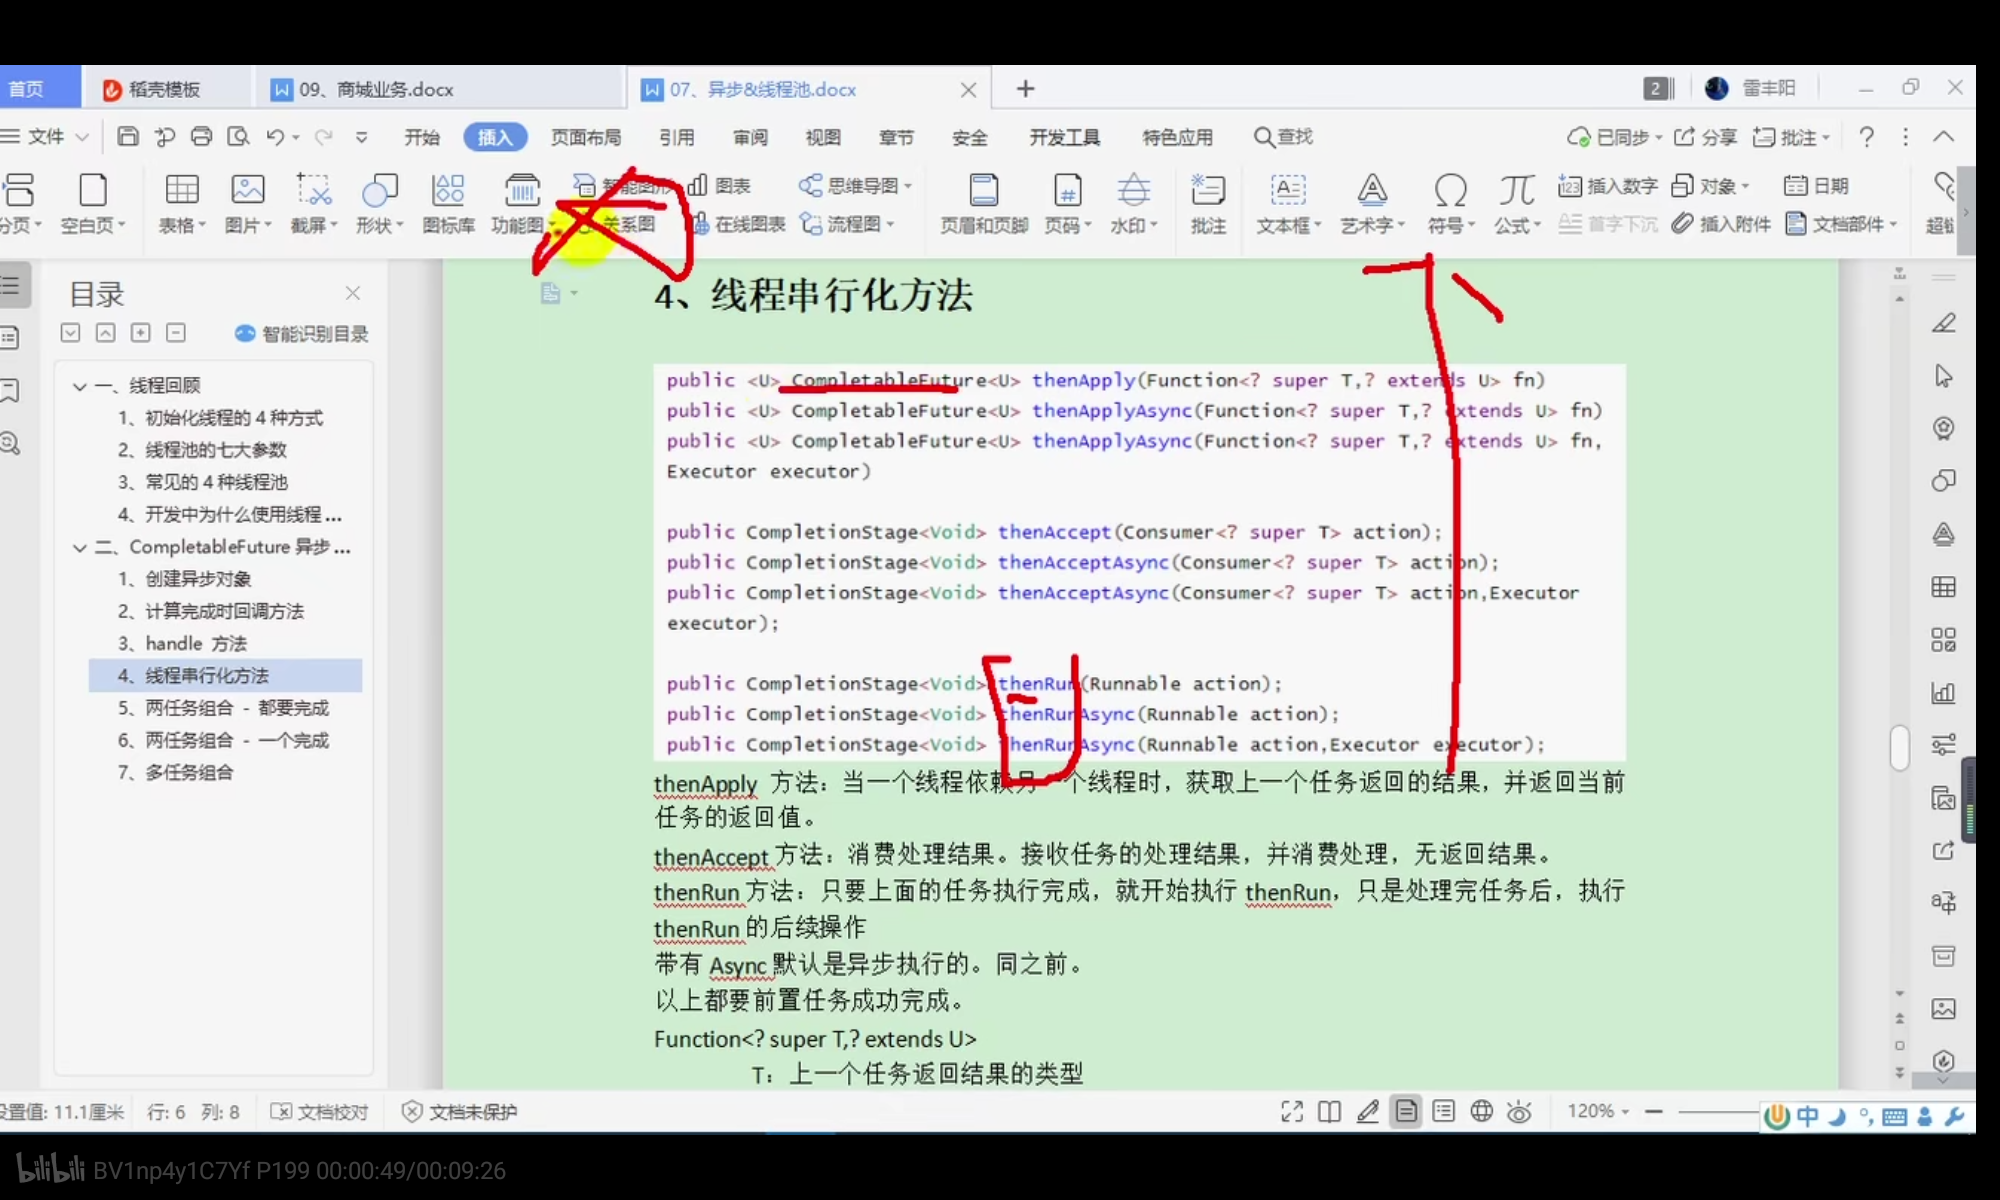 首页 稻壳模板 09、商城业务.docx 07、异步&线程池.docx 2 雷丰阳
文件 开始 插入 页面布局 引用 审阅 视图 章节 安全 开发工具 特色应用 查找 已同步 分享 批注
智能图形 图表 思维导图 插入数字 对象 日期
分页 空白页 表格 图片 截屏 形状 图标库 功能图 关系图 在线图表 流程图 页眉和页脚 页码 水印 批注 文本框 艺术字 符号 公式 首字下沉 插入附件 文档部件
目录
智能识别目录
一、线程回顾
1、初始化线程的 4 种方式
2、线程池的七大参数
3、常见的 4 种线程池
4、开发中为什么使用线程 ...
二、CompletableFuture 异步 ...
1、创建异步对象
2、计算完成时回调方法
3、handle 方法
4、线程串行化方法
5、两任务组合 - 都要完成
6、两任务组合 - 一个完成
7、多任务组合
4、线程串行化方法
public <U> CompletableFuture<U> thenApply(Function<? super T,? extends U> fn)
public <U> CompletableFuture<U> thenApplyAsync(Function<? super T,? extends U> fn)
public <U> CompletableFuture<U> thenApplyAsync(Function<? super T,? extends U> fn,
Executor executor)
public CompletionStage<Void> thenAccept(Consumer<? super T> action);
public CompletionStage<Void> thenAcceptAsync(Consumer<? super T> action);
public CompletionStage<Void> thenAcceptAsync(Consumer<? super T> action,Executor
executor);
public CompletionStage<Void> thenRun(Runnable action);
public CompletionStage<Void> thenRunAsync(Runnable action);
public CompletionStage<Void> thenRunAsync(Runnable action,Executor executor);
thenApply 方法：当一个线程依赖另一个线程时，获取上一个任务返回的结果，并返回当前
任务的返回值。
thenAccept 方法：消费处理结果。接收任务的处理结果，并消费处理，无返回结果。
thenRun 方法：只要上面的任务执行完成，就开始执行 thenRun，只是处理完任务后，执行
thenRun 的后续操作
带有 Async 默认是异步执行的。同之前。
以上都要前置任务成功完成。
Function<? super T,? extends U>
T：上一个任务返回结果的类型
设置值: 11.1厘米 行: 6 列: 8 文档校对 文档未保护 120% 中
bilibili BV1np4y1C7Yf P199 00:00:49/00:09:26